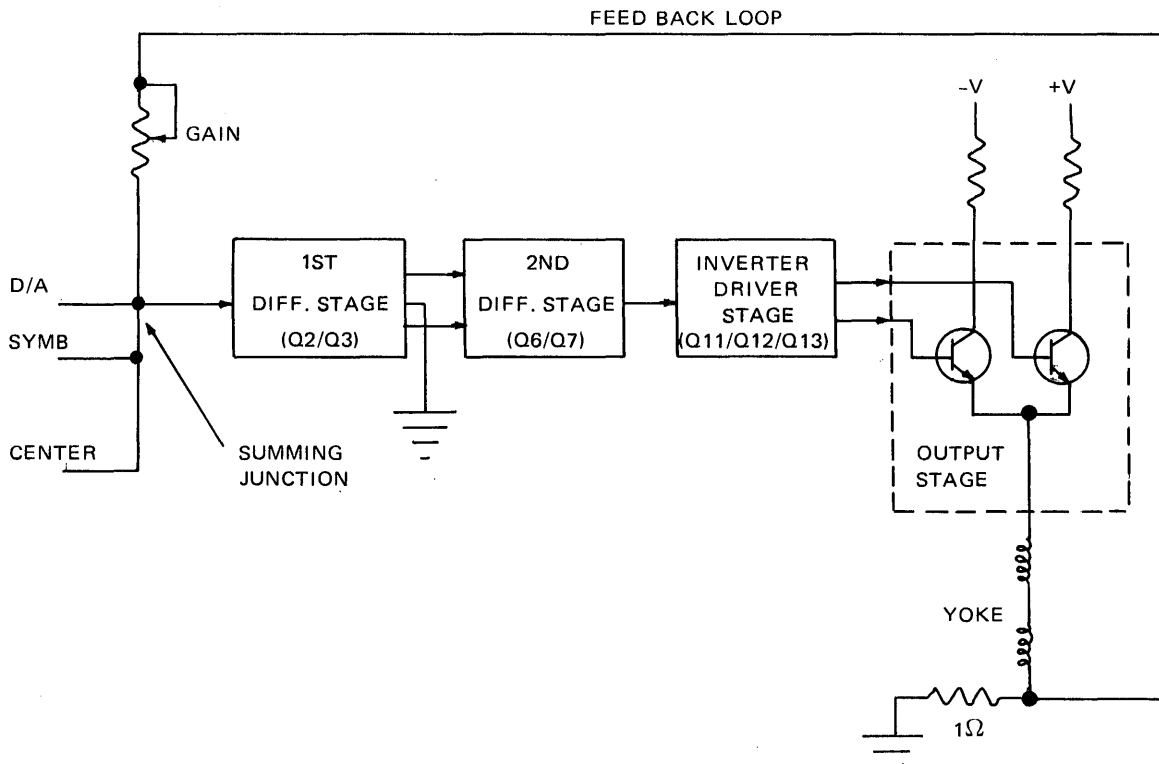 FEED BACK LOOP
-V
+V
GAIN
D/A
SYMB
CENTER
SUMMING
JUNCTION
1ST
DIFF. STAGE
(Q2/Q3)
2ND
DIFF. STAGE
(Q6/Q7)
INVERTER
DRIVER
STAGE
(Q11/Q12/Q13)
OUTPUT
STAGE
YOKE
1Ω